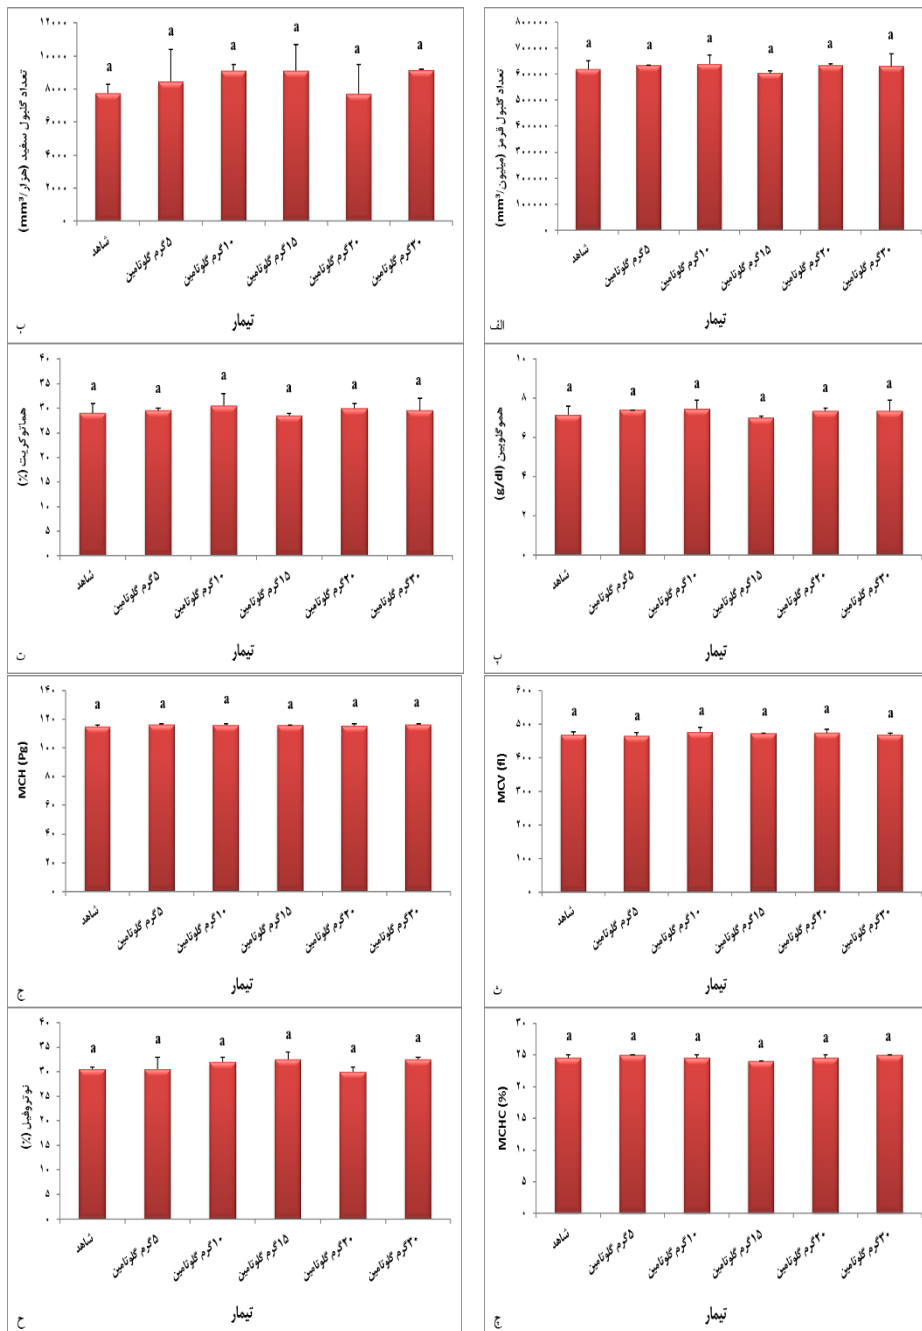 ۸۰۰۰۰۰
۷۰۰۰۰۰
۶۰۰۰۰۰
۵۰۰۰۰۰
۴۰۰۰۰۰
۳۰۰۰۰۰
۲۰۰۰۰۰
۱۰۰۰۰۰
۰
تعداد گلبول قرمز (میلیون/mm³)
a a a a a a
شاهد
۵گرم گلوتامین
۱۰گرم گلوتامین
۱۵گرم گلوتامین
۲۰گرم گلوتامین
۳۰گرم گلوتامین
تیمار
الف
۱۲۰۰۰
۱۰۰۰۰
۸۰۰۰
۶۰۰۰
۴۰۰۰
۲۰۰۰
۰
تعداد گلبول سفید (هزار/mm³)
a a a a a a
شاهد
۵گرم گلوتامین
۱۰گرم گلوتامین
۱۵گرم گلوتامین
۲۰گرم گلوتامین
۳۰گرم گلوتامین
تیمار
ب
۱۰
۸
۶
۴
۲
۰
هموگلوبین (g/dl)
a a a a a a
شاهد
۵گرم گلوتامین
۱۰گرم گلوتامین
۱۵گرم گلوتامین
۲۰گرم گلوتامین
۳۰گرم گلوتامین
تیمار
پ
۴۰
۳۵
۳۰
۲۵
۲۰
۱۵
۱۰
۵
۰
هماتوکریت (٪)
a a a a a a
شاهد
۵گرم گلوتامین
۱۰گرم گلوتامین
۱۵گرم گلوتامین
۲۰گرم گلوتامین
۳۰گرم گلوتامین
تیمار
ت
۶۰۰
۵۰۰
۴۰۰
۳۰۰
۲۰۰
۱۰۰
۰
MCV (fl)
a a a a a a
شاهد
۵گرم گلوتامین
۱۰گرم گلوتامین
۱۵گرم گلوتامین
۲۰گرم گلوتامین
۳۰گرم گلوتامین
تیمار
ث
۱۴۰
۱۲۰
۱۰۰
۸۰
۶۰
۴۰
۲۰
۰
MCH (Pg)
a a a a a a
شاهد
۵گرم گلوتامین
۱۰گرم گلوتامین
۱۵گرم گلوتامین
۲۰گرم گلوتامین
۳۰گرم گلوتامین
تیمار
ج
۳۰
۲۵
۲۰
۱۵
۱۰
۵
۰
MCHC (%)
a a a a a a
شاهد
۵گرم گلوتامین
۱۰گرم گلوتامین
۱۵گرم گلوتامین
۲۰گرم گلوتامین
۳۰گرم گلوتامین
تیمار
چ
۴۰
۳۵
۳۰
۲۵
۲۰
۱۵
۱۰
۵
۰
نوتروفیل (٪)
a a a a a a
شاهد
۵گرم گلوتامین
۱۰گرم گلوتامین
۱۵گرم گلوتامین
۲۰گرم گلوتامین
۳۰گرم گلوتامین
تیمار
ح